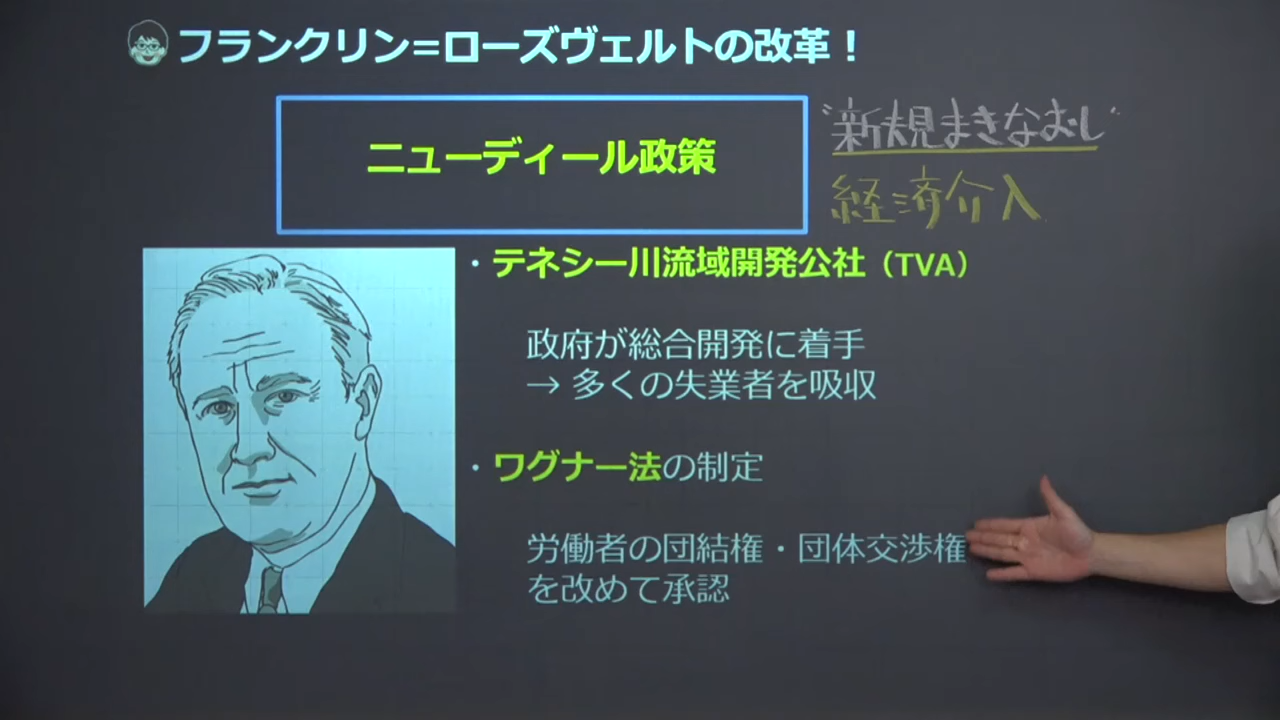 フランクリン=ローズヴェルトの改革！
ニューディール政策
"新規まきなおし"
経済介入
・テネシー川流域開発公社（TVA）
政府が総合開発に着手
→ 多くの失業者を吸収
・ワグナー法の制定
労働者の団結権・団体交渉権
を改めて承認